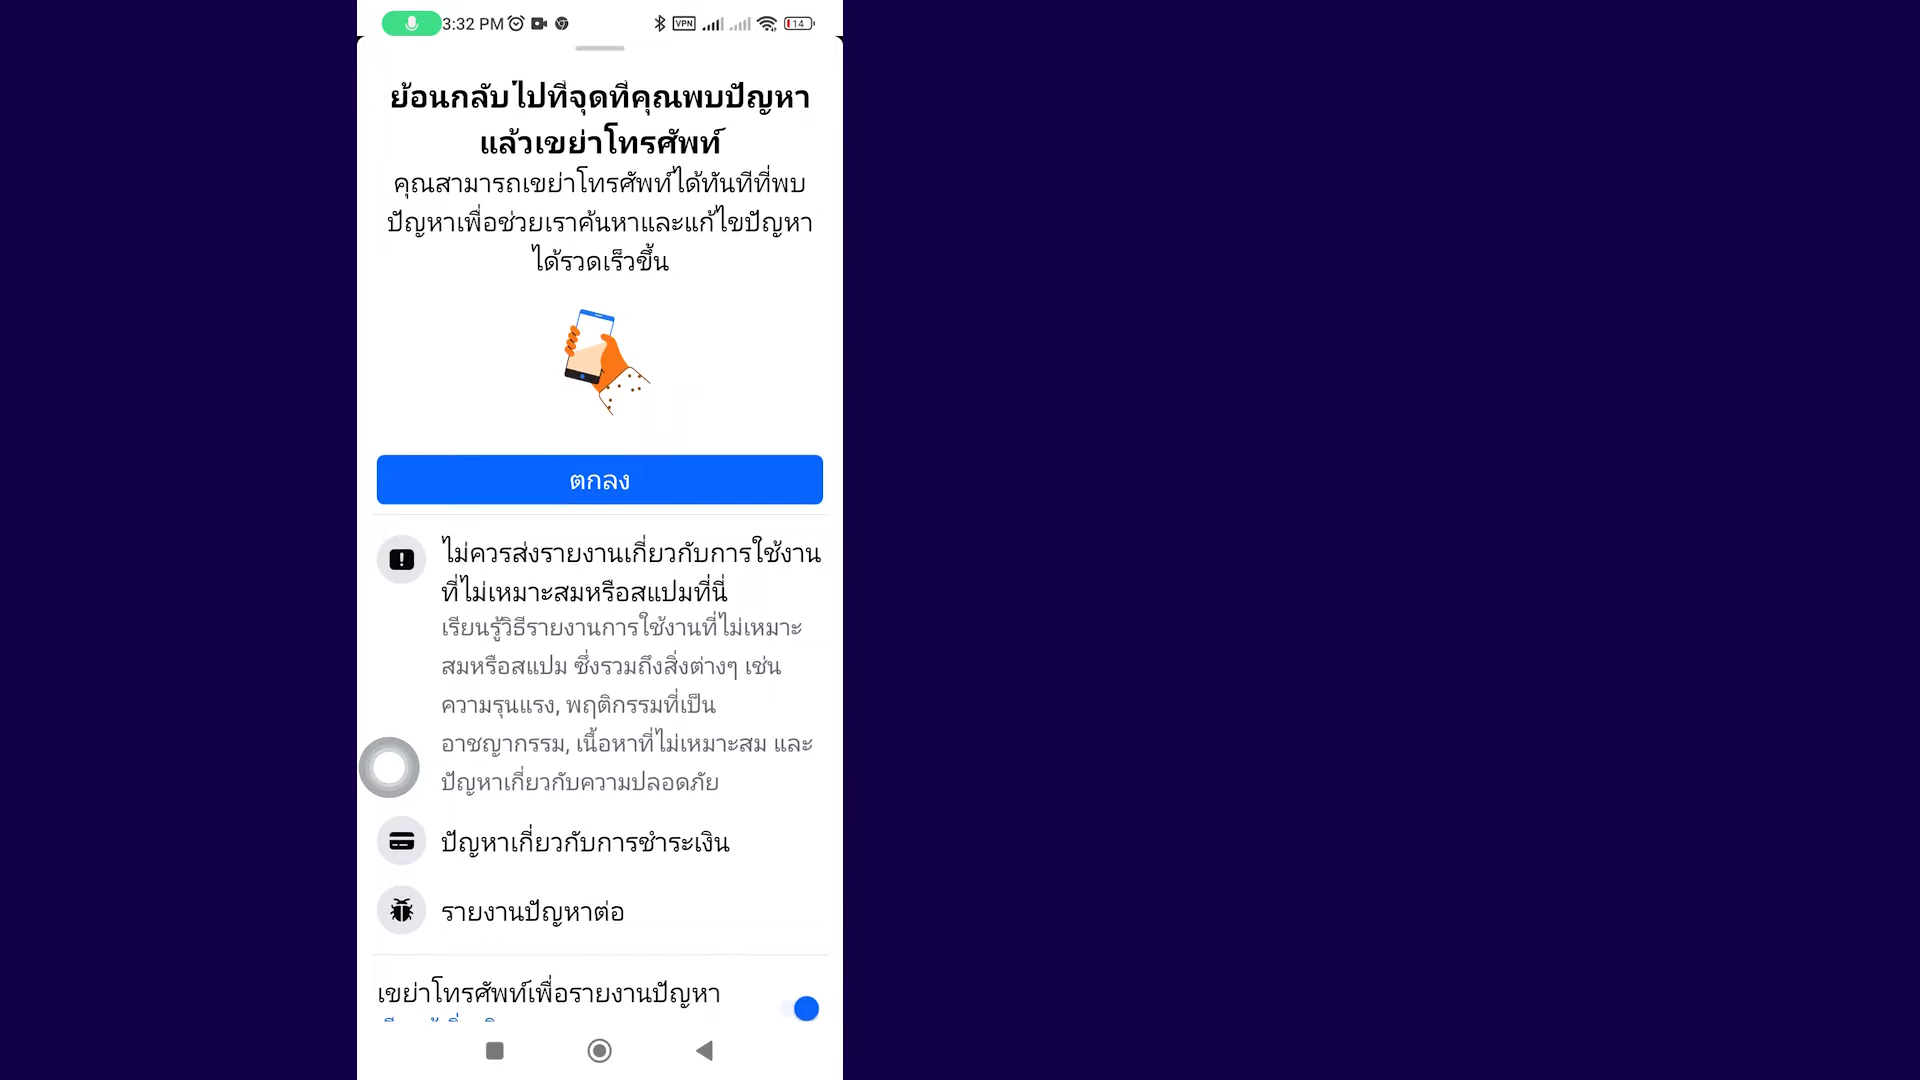 3:32 PM VPN 14
ย้อนกลับไปที่จุดที่คุณพบปัญหา
แล้วเขย่าโทรศัพท์
คุณสามารถเขย่าโทรศัพท์ได้ทันทีที่พบ
ปัญหาเพื่อช่วยเราค้นหาและแก้ไขปัญหา
ได้รวดเร็วขึ้น
ตกลง
ไม่ควรส่งรายงานเกี่ยวกับการใช้งาน
ที่ไม่เหมาะสมหรือสแปมที่นี่
เรียนรู้วิธีรายงานการใช้งานที่ไม่เหมาะ
สมหรือสแปม ซึ่งรวมถึงสิ่งต่างๆ เช่น
ความรุนแรง, พฤติกรรมที่เป็น
อาชญากรรม, เนื้อหาที่ไม่เหมาะสม และ
ปัญหาเกี่ยวกับความปลอดภัย
ปัญหาเกี่ยวกับการชำระเงิน
รายงานปัญหาต่อ
เขย่าโทรศัพท์เพื่อรายงานปัญหา